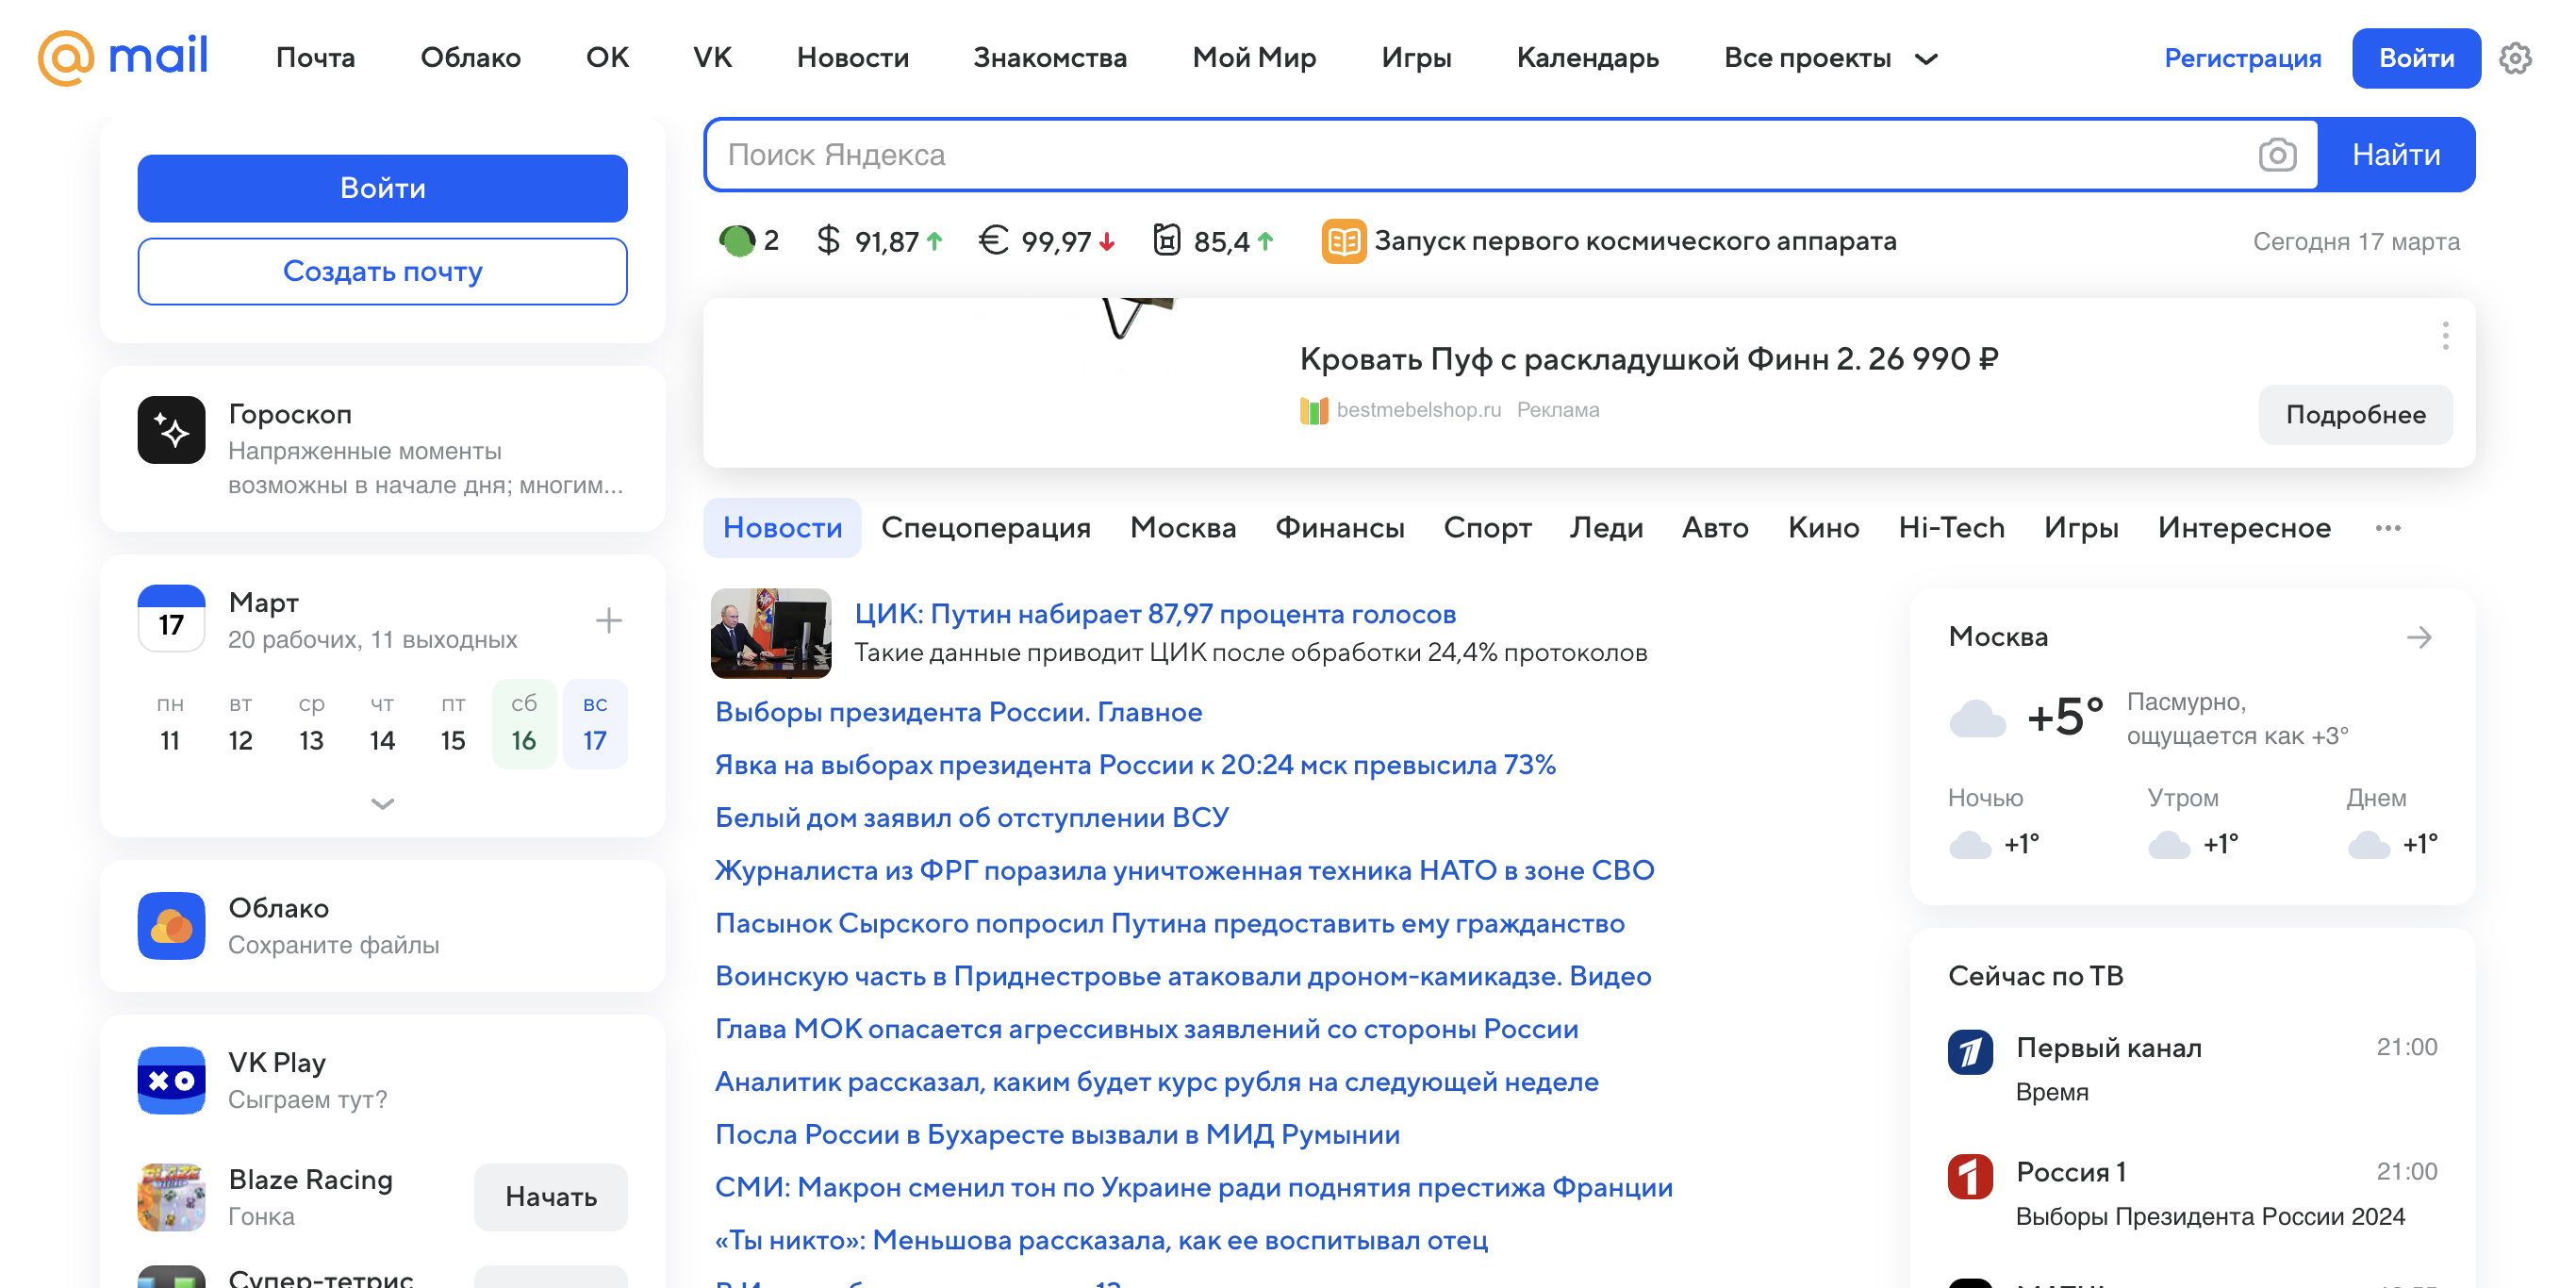 @ mail
Почта
Облако
ОК
VK
Новости
Знакомства
Мой Мир
Игры
Календарь
Все проекты
Регистрация
Войти
Войти
Создать почту
Гороскоп
Напряженные моменты
возможны в начале дня; многим...
17
Март
20 рабочих, 11 выходных
пн вт ср чт пт сб вс
11 12 13 14 15 16 17
Облако
Сохраните файлы
VK Play
Сыграем тут?
Blaze Racing
Гонка
Начать
Супер-тетрис
Поиск Яндекса
Найти
2
$ 91,87
€ 99,97
85,4
Запуск первого космического аппарата
Сегодня 17 марта
Кровать Пуф с раскладушкой Финн 2. 26 990 ₽
bestmebelshop.ru Реклама
Подробнее
Новости
Спецоперация
Москва
Финансы
Спорт
Леди
Авто
Кино
Hi-Tech
Игры
Интересное
ЦИК: Путин набирает 87,97 процента голосов
Такие данные приводит ЦИК после обработки 24,4% протоколов
Выборы президента России. Главное
Явка на выборах президента России к 20:24 мск превысила 73%
Белый дом заявил об отступлении ВСУ
Журналиста из ФРГ поразила уничтоженная техника НАТО в зоне СВО
Пасынок Сырского попросил Путина предоставить ему гражданство
Воинскую часть в Приднестровье атаковали дроном-камикадзе. Видео
Глава МОК опасается агрессивных заявлений со стороны России
Аналитик рассказал, каким будет курс рубля на следующей неделе
Посла России в Бухаресте вызвали в МИД Румынии
СМИ: Макрон сменил тон по Украине ради поднятия престижа Франции
«Ты никто»: Меньшова рассказала, как ее воспитывал отец
Москва
+5°
Пасмурно,
ощущается как +3°
Ночью Утром Днем
+1° +1° +1°
Сейчас по ТВ
Первый канал 21:00
Время
Россия 1 21:00
Выборы Президента России 2024